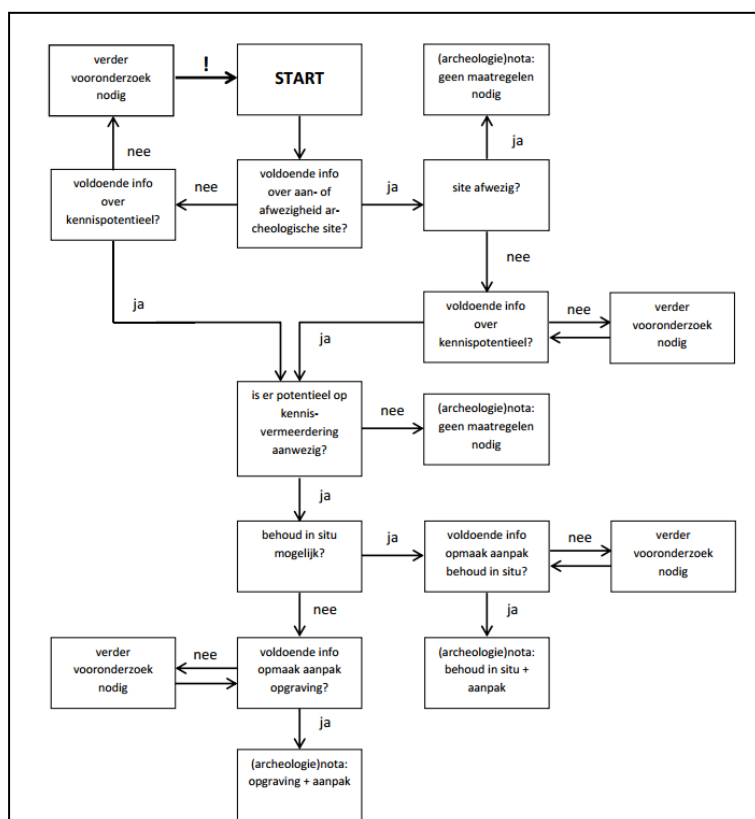 verder
vooronderzoek
nodig
!
START
(archeologie)nota:
geen maatregelen
nodig
nee
ja
voldoende info
over
kennispotentieel?
nee
voldoende info
over aan- of
afwezigheid ar-
cheologische site?
ja
site afwezig?
nee
ja
voldoende info
over
kennispotentieel?
nee
verder
vooronderzoek
nodig
ja
is er potentieel op
kennis-
vermeerdering
aanwezig?
nee
(archeologie)nota:
geen maatregelen
nodig
ja
behoud in situ
mogelijk?
ja
voldoende info
opmaak aanpak
behoud in situ?
nee
verder
vooronderzoek
nodig
nee
ja
verder
vooronderzoek
nodig
nee
voldoende info
opmaak aanpak
opgraving?
(archeologie)nota:
behoud in situ +
aanpak
ja
(archeologie)nota:
opgraving + aanpak